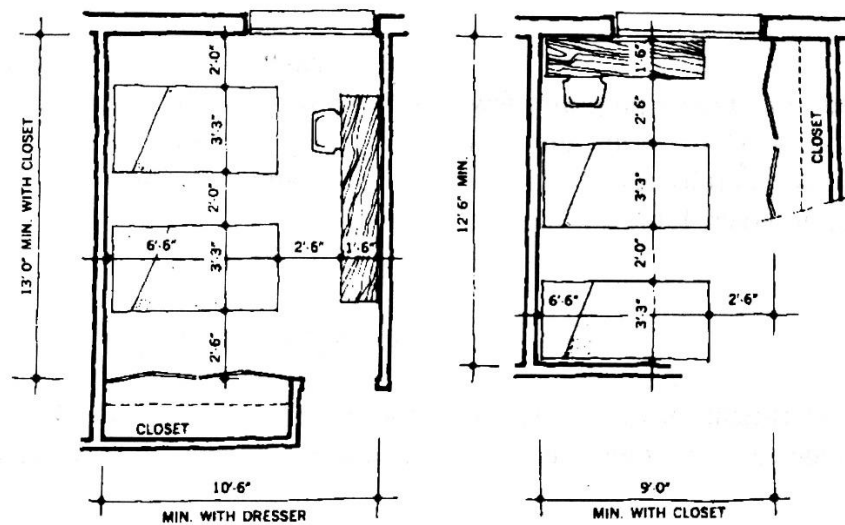 13'0" MIN. WITH CLOSET
2'0"
3'3"
2'0"
6'6"
3'3"
2'6"
1'6"
2'6"
CLOSET
10'6"
MIN. WITH DRESSER
12'6" MIN.
1'6"
2'6"
3'3"
2'0"
6'6"
3'3"
2'6"
CLOSET
9'0"
MIN. WITH CLOSET